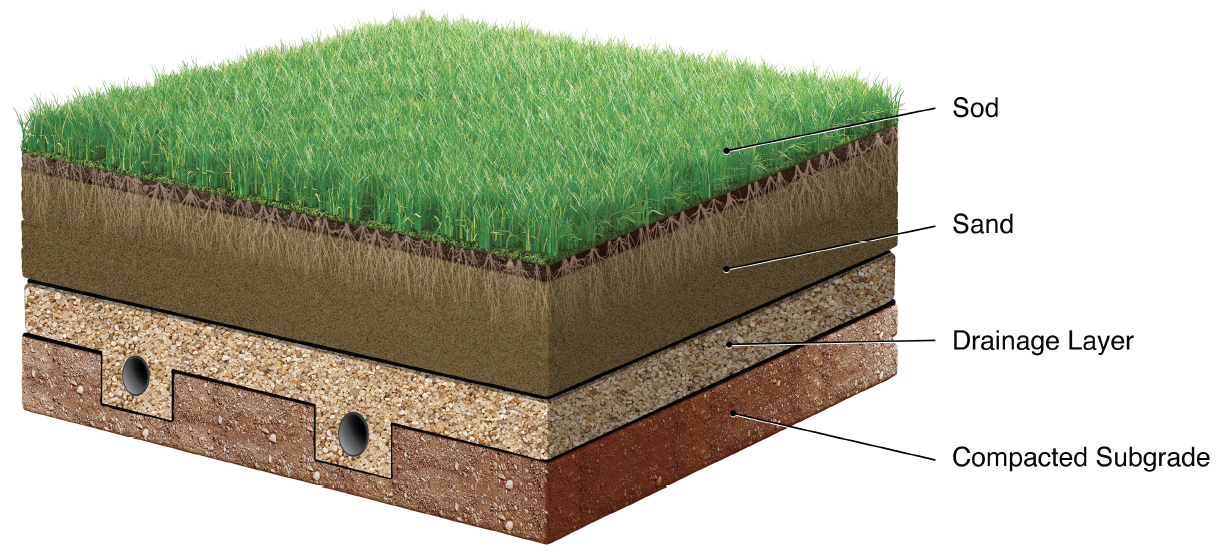 Sod
Sand
Drainage Layer
Compacted Subgrade